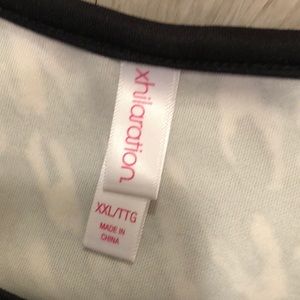 xhilaration
XXL/TTG
MADE IN
CHINA